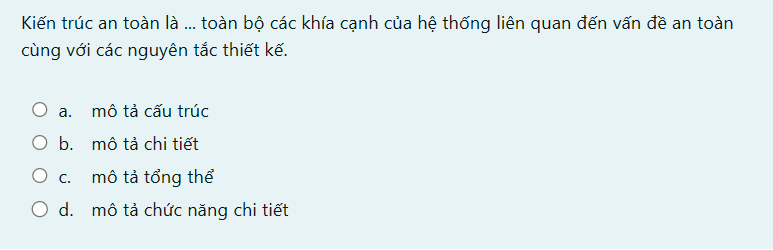 Kiến trúc an toàn là ... toàn bộ các khía cạnh của hệ thống liên quan đến vấn đề an toàn
cùng với các nguyên tắc thiết kế.
a. mô tả cấu trúc
b. mô tả chi tiết
c. mô tả tổng thể
d. mô tả chức năng chi tiết